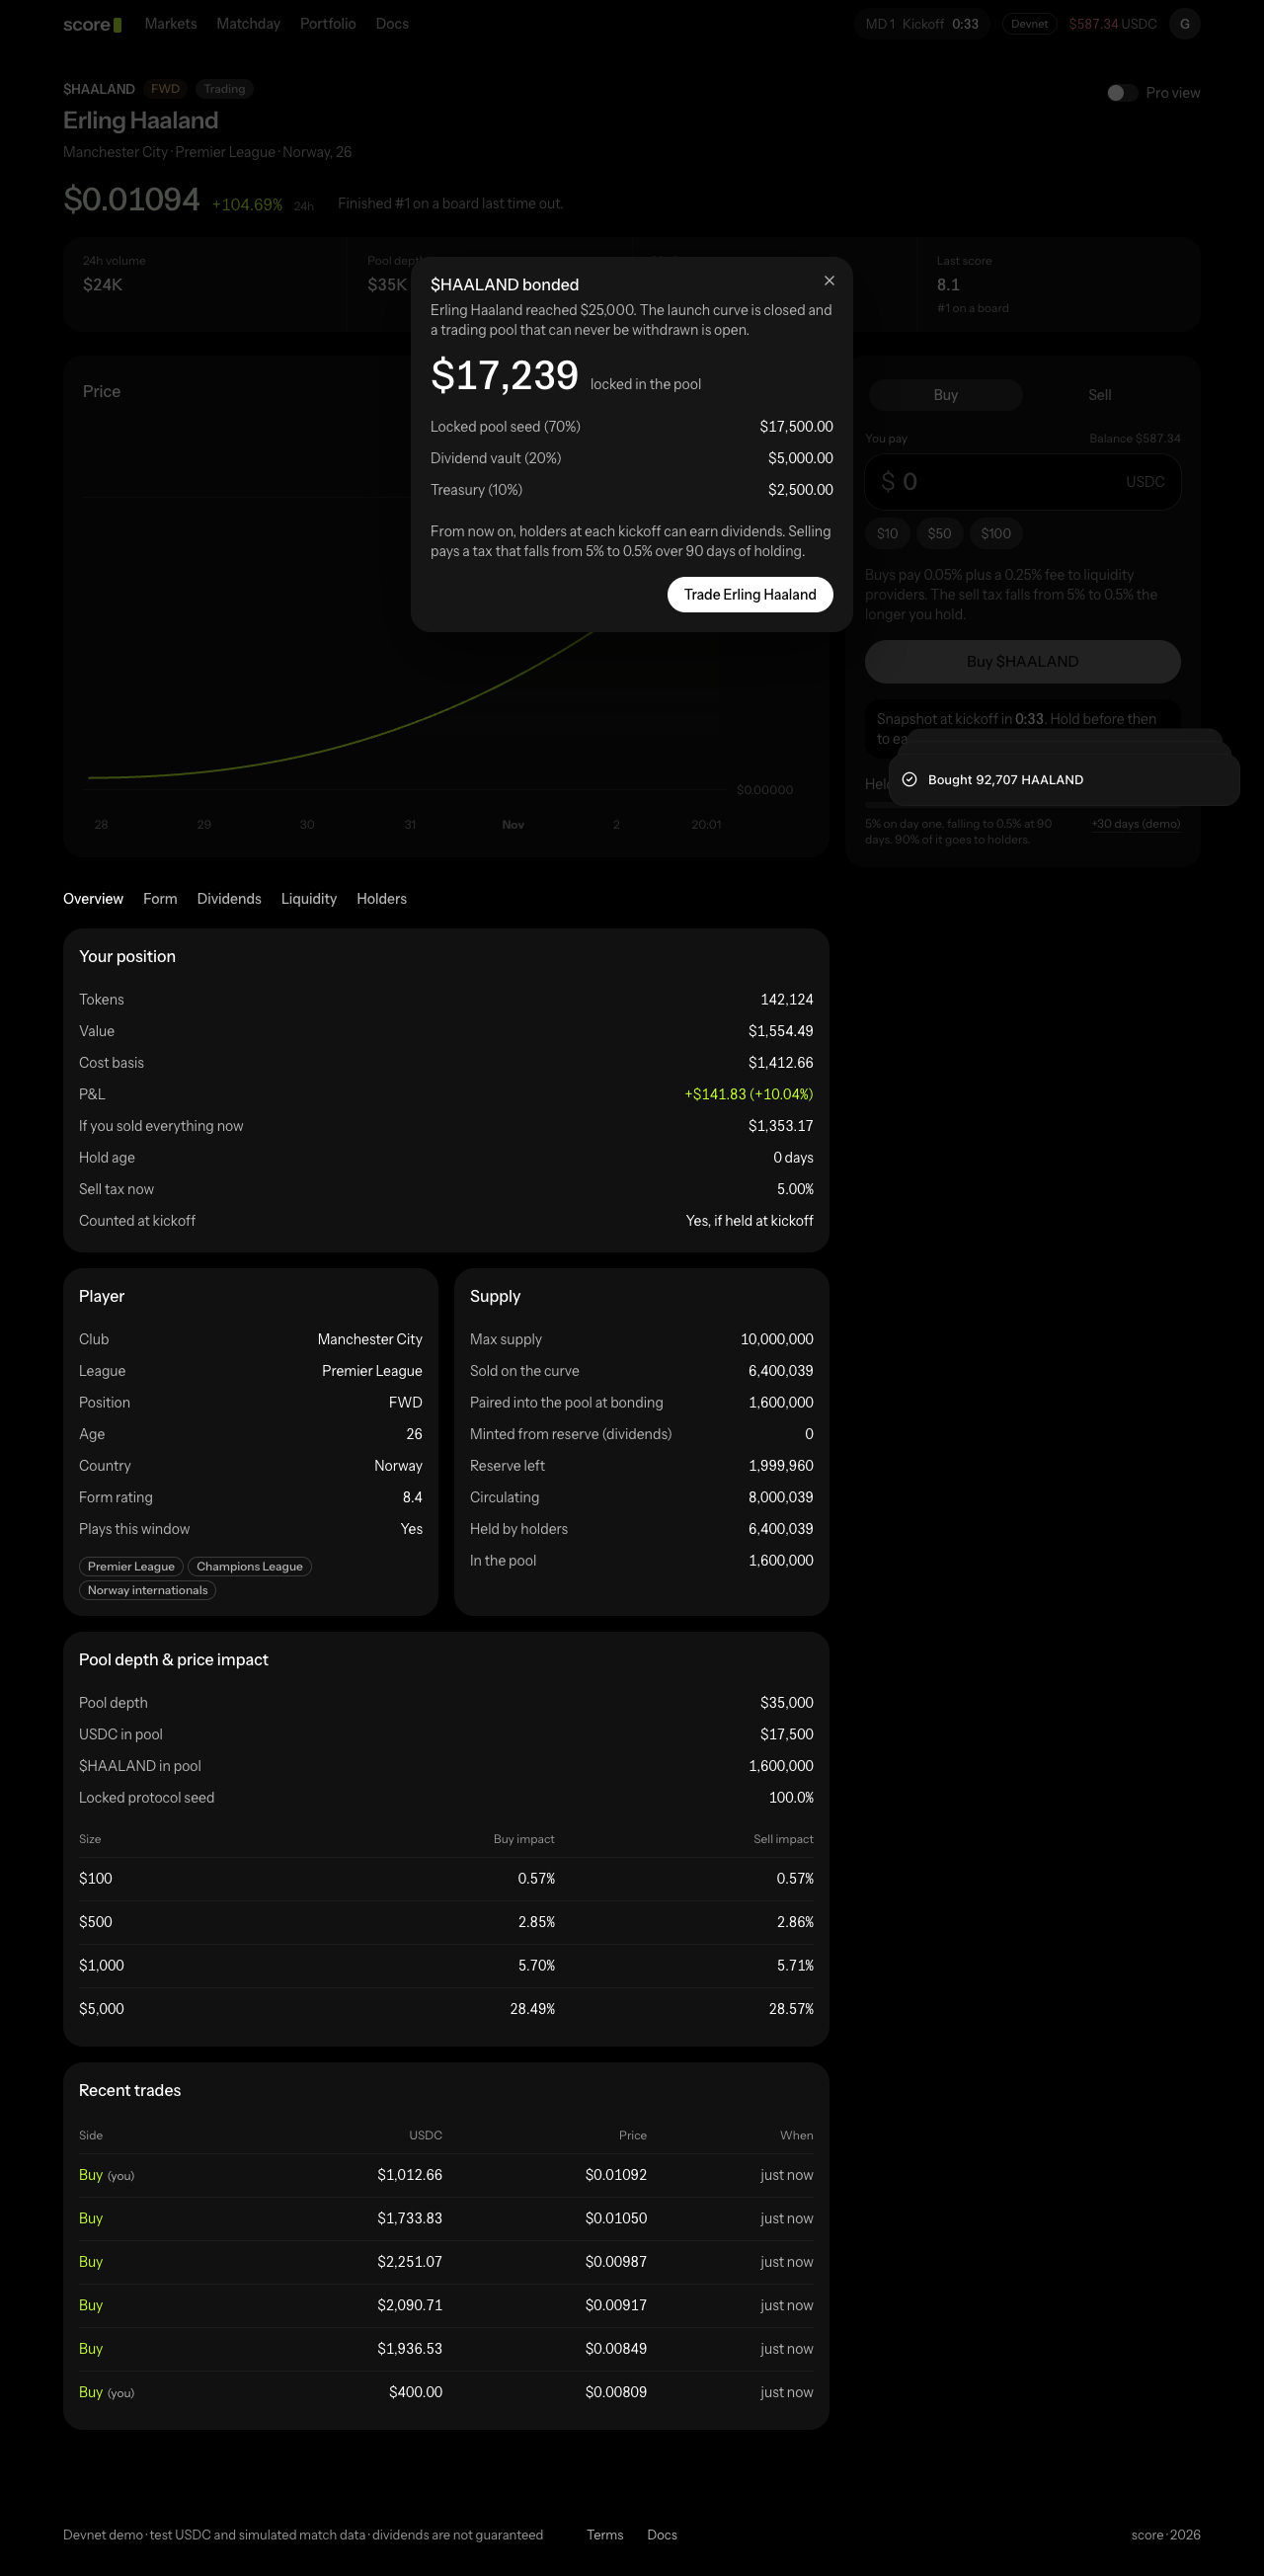 score Markets Matchday Portfolio Docs MD 1 Kickoff 0:33 Devnet $587.34 USDC G
$HAALAND FWD Trading
Pro view
Erling Haaland
Manchester City · Premier League · Norway, 26
$0.01094 +104.69% 24h Finished #1 on a board last time out.
24h volume
$24K
Pool depth
$35K
Last score
8.1
#1 on a board
$HAALAND bonded
Erling Haaland reached $25,000. The launch curve is closed and
a trading pool that can never be withdrawn is open.
$17,239 locked in the pool
Locked pool seed (70%) $17,500.00
Dividend vault (20%) $5,000.00
Treasury (10%) $2,500.00
From now on, holders at each kickoff can earn dividends. Selling
pays a tax that falls from 5% to 0.5% over 90 days of holding.
Trade Erling Haaland
Price
$0.00000
28 29 30 31 Nov 2 20:01
Buy Sell
You pay Balance $587.34
$ 0 USDC
$10 $50 $100
Buys pay 0.05% plus a 0.25% fee to liquidity
providers. The sell tax falls from 5% to 0.5% the
longer you hold.
Buy $HAALAND
Snapshot at kickoff in 0:33. Hold before then
to
Bought 92,707 HAALAND
5% on day one, falling to 0.5% at 90
days. 90% of it goes to holders.
+30 days (demo)
Overview Form Dividends Liquidity Holders
Your position
Tokens 142,124
Value $1,554.49
Cost basis $1,412.66
P&L +$141.83 (+10.04%)
If you sold everything now $1,353.17
Hold age 0 days
Sell tax now 5.00%
Counted at kickoff Yes, if held at kickoff
Player
Club Manchester City
League Premier League
Position FWD
Age 26
Country Norway
Form rating 8.4
Plays this window Yes
Premier League Champions League
Norway internationals
Supply
Max supply 10,000,000
Sold on the curve 6,400,039
Paired into the pool at bonding 1,600,000
Minted from reserve (dividends) 0
Reserve left 1,999,960
Circulating 8,000,039
Held by holders 6,400,039
In the pool 1,600,000
Pool depth & price impact
Pool depth $35,000
USDC in pool $17,500
$HAALAND in pool 1,600,000
Locked protocol seed 100.0%
Size Buy impact Sell impact
$100 0.57% 0.57%
$500 2.85% 2.86%
$1,000 5.70% 5.71%
$5,000 28.49% 28.57%
Recent trades
Side USDC Price When
Buy (you) $1,012.66 $0.01092 just now
Buy $1,733.83 $0.01050 just now
Buy $2,251.07 $0.00987 just now
Buy $2,090.71 $0.00917 just now
Buy $1,936.53 $0.00849 just now
Buy (you) $400.00 $0.00809 just now
Devnet demo · test USDC and simulated match data · dividends are not guaranteed Terms Docs score · 2026